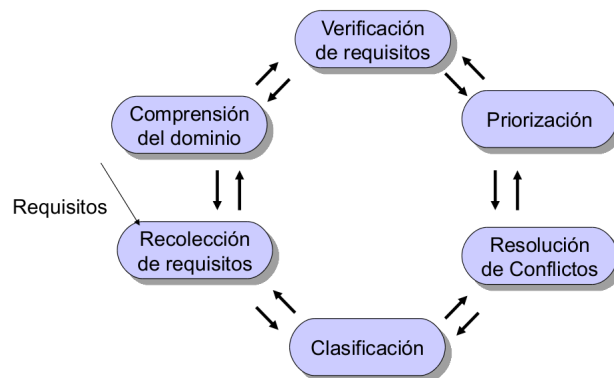 Verificación
de requisitos
Comprensión
del dominio
Priorización
Requisitos
Recolección
de requisitos
Resolución
de Conflictos
Clasificación